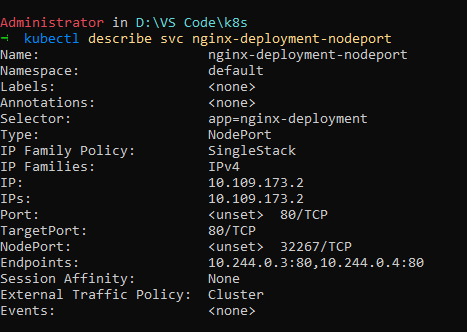 Administrator in D:\VS Code\k8s
kubectl describe svc nginx-deployment-nodeport
Name: nginx-deployment-nodeport
Namespace: default
Labels: <none>
Annotations: <none>
Selector: app=nginx-deployment
Type: NodePort
IP Family Policy: SingleStack
IP Families: IPv4
IP: 10.109.173.2
IPs: 10.109.173.2
Port: <unset> 80/TCP
TargetPort: 80/TCP
NodePort: <unset> 32267/TCP
Endpoints: 10.244.0.3:80,10.244.0.4:80
Session Affinity: None
External Traffic Policy: Cluster
Events: <none>